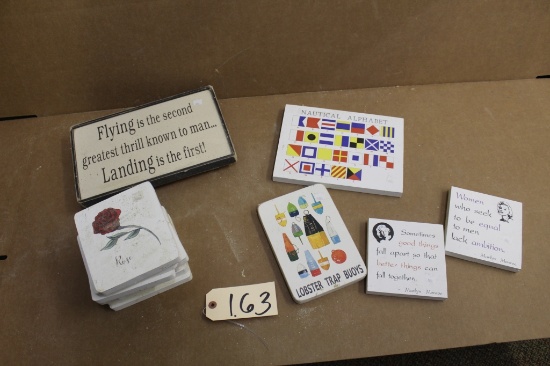 Flying is the second
greatest thrill known to man...
Landing is the first!
NAUTICAL ALPHABET
Rose
LOBSTER TRAP BUOYS
Sometimes
good things
fall apart so that
better things can
fall together.
- Marilyn Monroe
Women
who seek
to be equal
to men
lack ambition.
- Marilyn Monroe
163